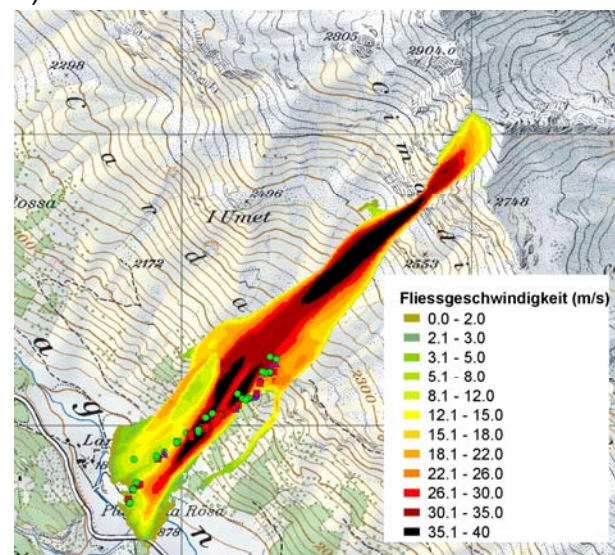 2805
2904.0
2298
C i m a d i
C a r d a
2496
ossa
I Umet
2748
2172
2553
2300
Fliessgeschwindigkeit (m/s)
0.0 - 2.0
2.1 - 3.0
3.1 - 5.0
5.1 - 8.0
8.1 - 12.0
12.1 - 15.0
15.1 - 18.0
18.1 - 22.0
22.1 - 26.0
26.1 - 30.0
30.1 - 35.0
35.1 - 40
a g n
Rosa
878